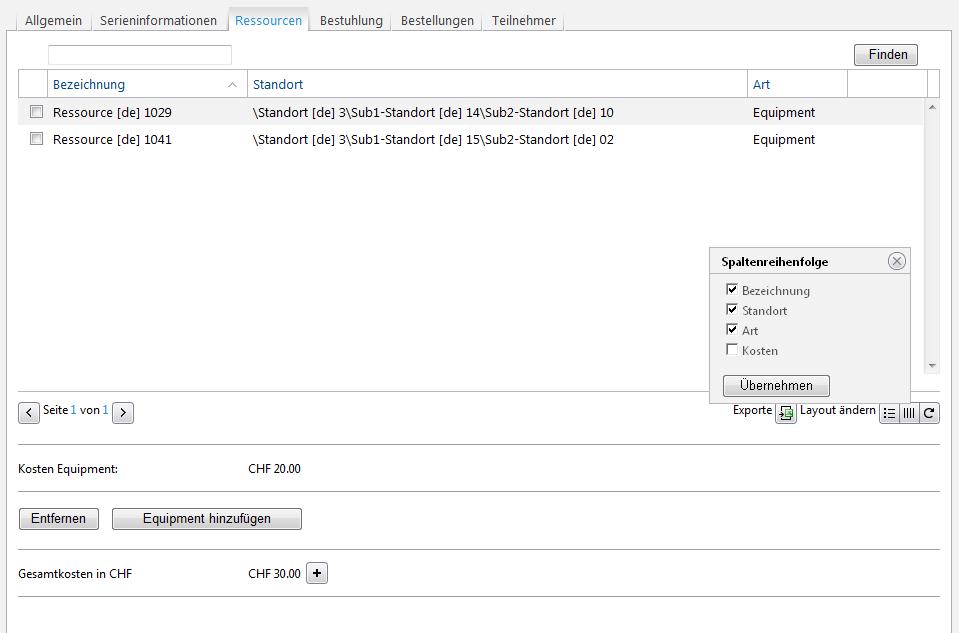 Allgemein Serieninformationen Ressourcen Bestuhlung Bestellungen Teilnehmer
Finden
Bezeichnung Standort Art
Ressource [de] 1029 \Standort [de] 3\Sub1-Standort [de] 14\Sub2-Standort [de] 10 Equipment
Ressource [de] 1041 \Standort [de] 3\Sub1-Standort [de] 15\Sub2-Standort [de] 02 Equipment
Spaltenreihenfolge
Bezeichnung
Standort
Art
Kosten
Übernehmen
Seite 1 von 1 Exporte Layout ändern
Kosten Equipment: CHF 20.00
Entfernen Equipment hinzufügen
Gesamtkosten in CHF CHF 30.00